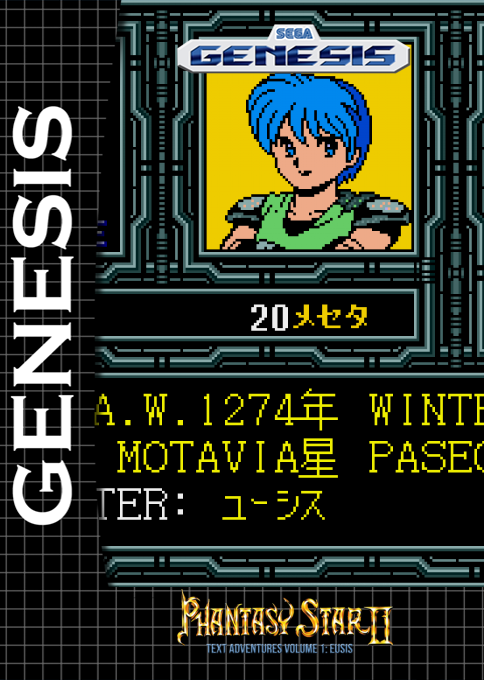 GENESIS
SEGA
GENESIS
20メセタ
A.W.1274年 WINTE
MOTAVIA星 PASEO
TER: ユーシス
PHANTASY STAR II
TEXT ADVENTURES VOLUME 1: EUSIS